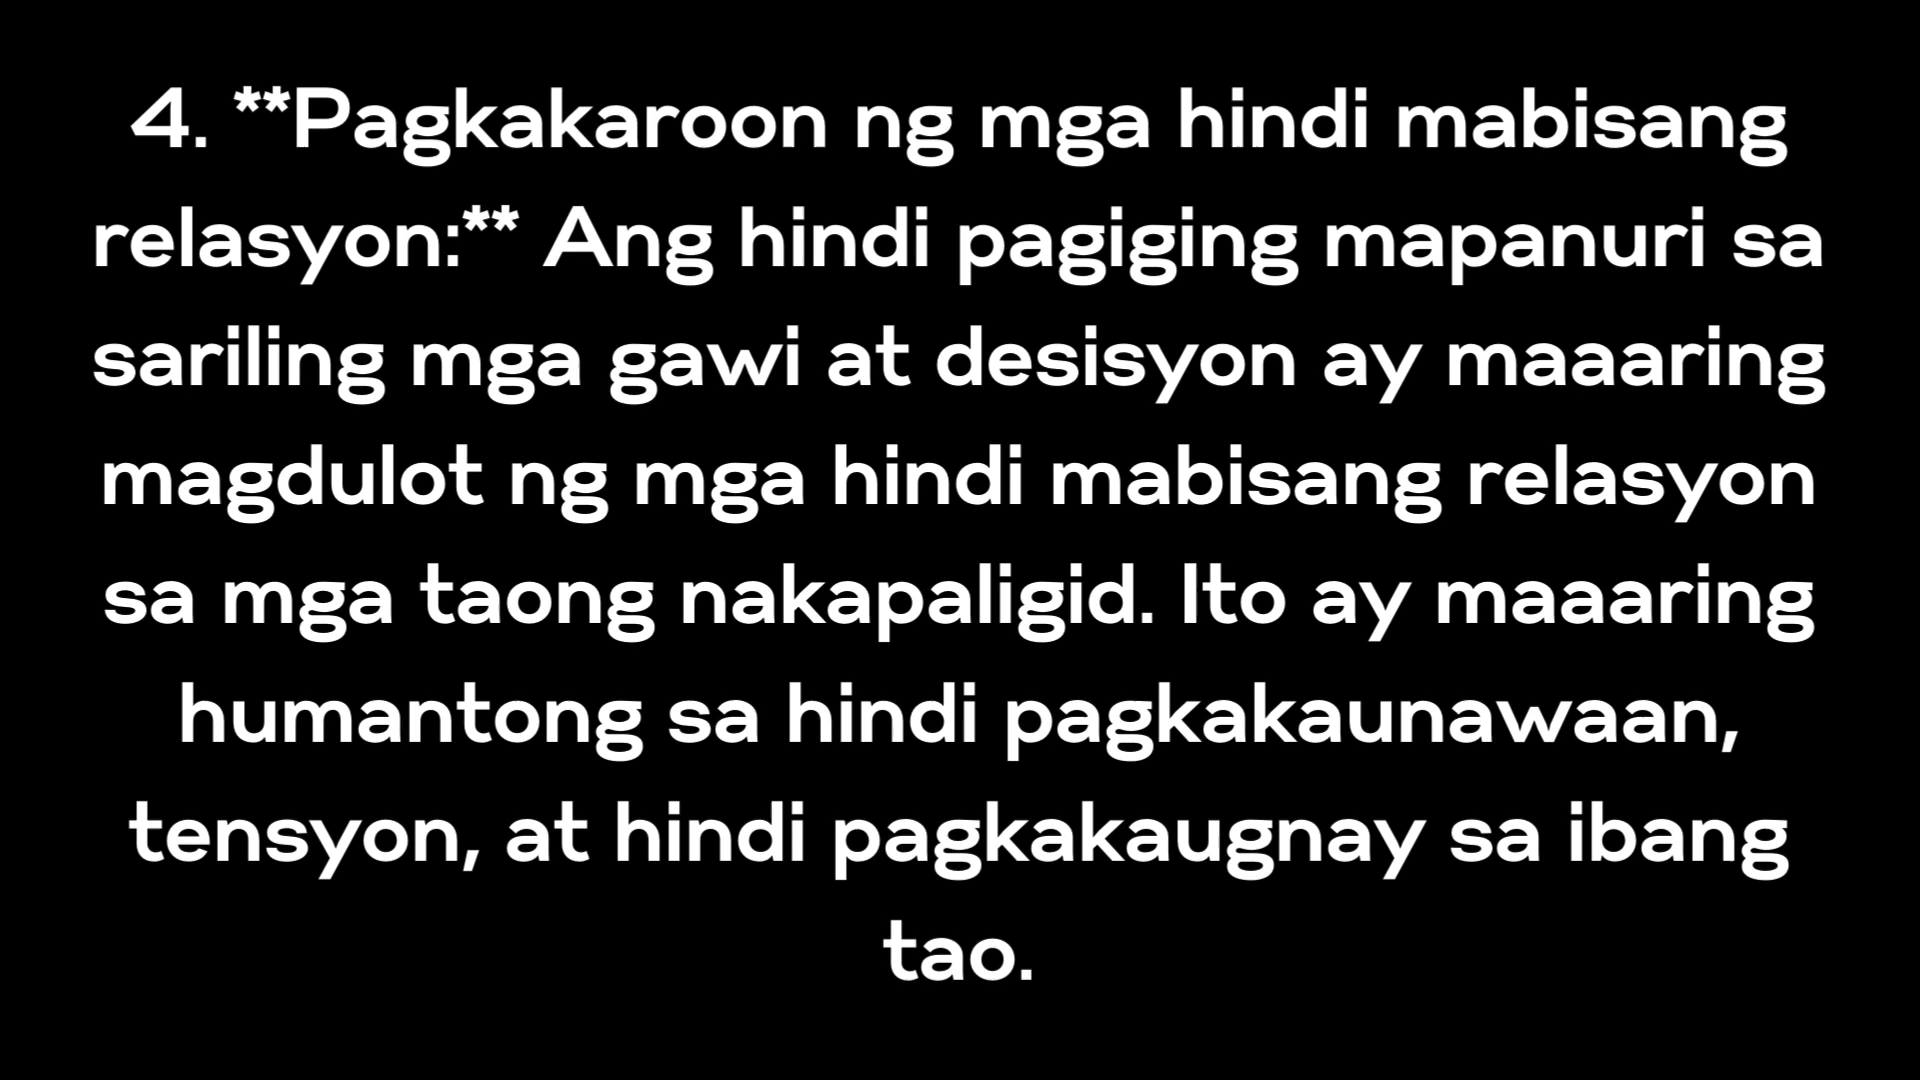 4. **Pagkakaroon ng mga hindi mabisang
relasyon:** Ang hindi pagiging mapanuri sa
sariling mga gawi at desisyon ay maaaring
magdulot ng mga hindi mabisang relasyon
sa mga taong nakapaligid. Ito ay maaaring
humantong sa hindi pagkakaunawaan,
tensyon, at hindi pagkakaugnay sa ibang
tao.